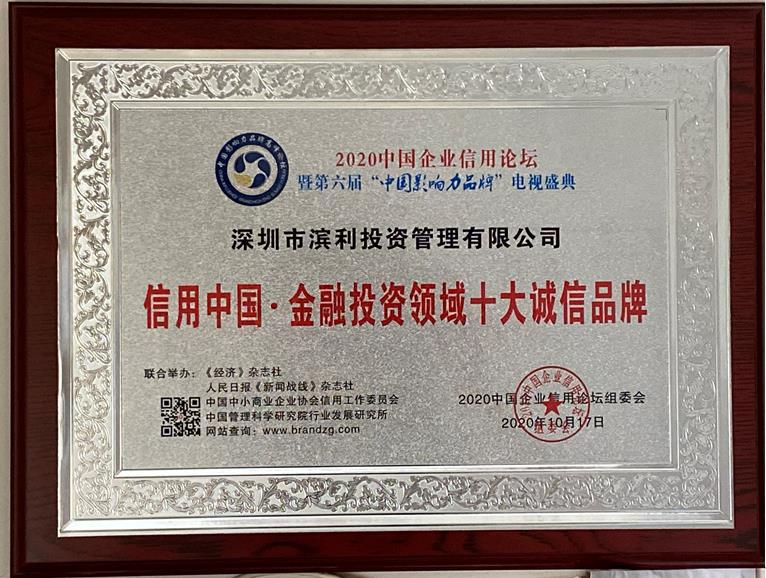 2020中国企业信用论坛
暨第六届“中国影响力品牌”电视盛典
深圳市滨利投资管理有限公司
信用中国·金融投资领域十大诚信品牌
联合举办：《经济》杂志社
人民日报《新闻战线》杂志社
中国中小商业企业协会信用工作委员会
中国管理科学研究院行业发展研究所
网站查询：www.brandzg.com
2020中国企业信用论坛组委会
2020年10月17日
组委会